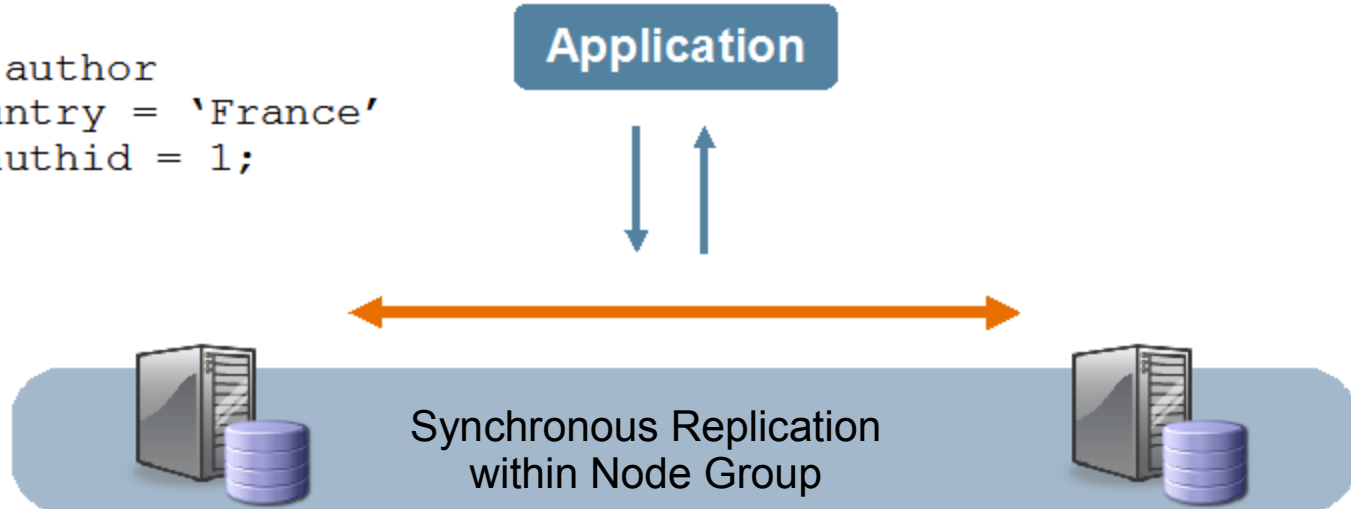 author
ntry = ‘France’
uthid = 1;
Application
Synchronous Replication
within Node Group